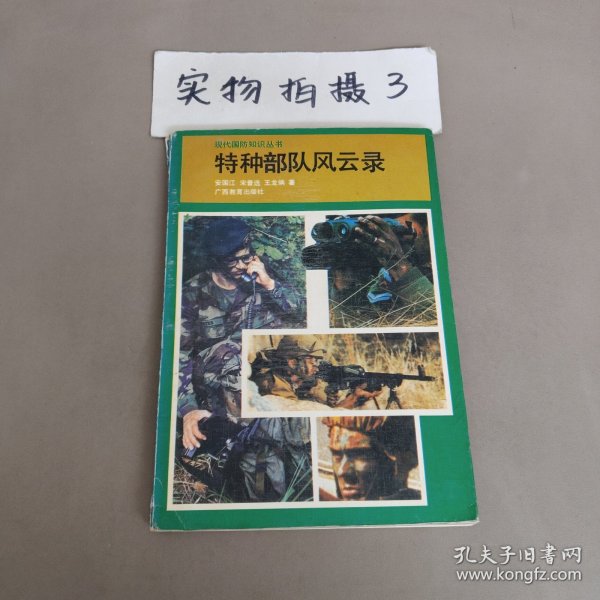 实物拍摄3
现代国防知识丛书
特种部队风云录
安国江 宋普远 王龙娟 著
广西教育出版社
孔夫子旧书网
www.kongfz.com